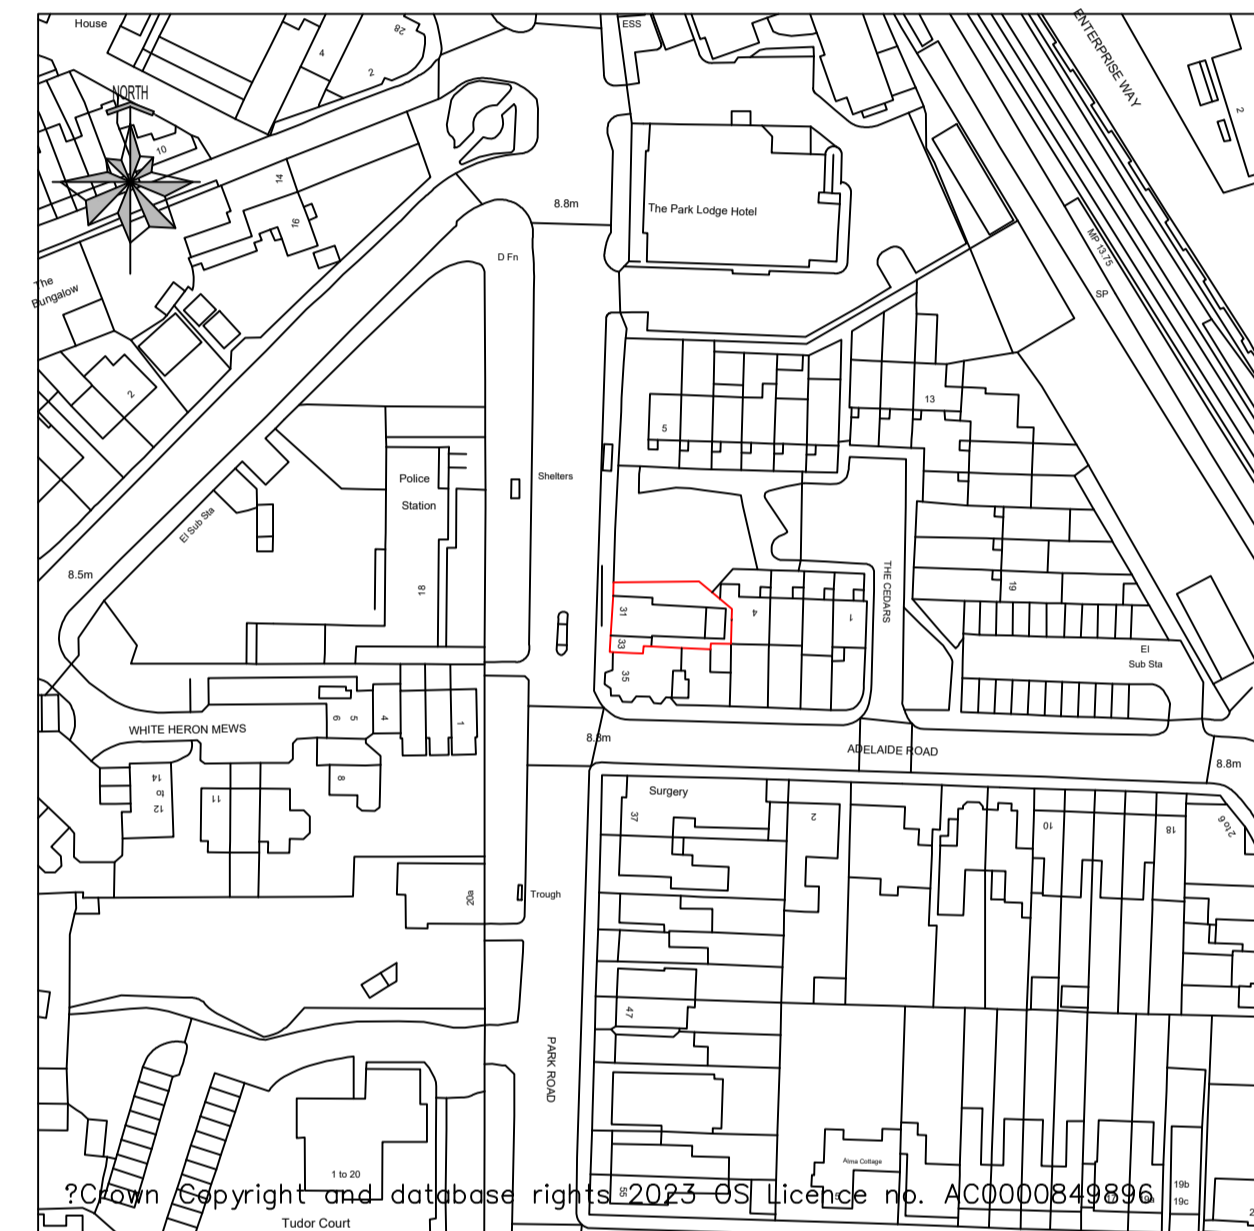 House
ESS
ENTERPRISE WAY
28
4
2
2
NORTH
10
14
16
8.8m
The Park Lodge Hotel
D Fn
MP 13.75
SP
The
Bungalow
2
13
5
Police
Station
Shelters
El Sub Sta
8.5m
18
THE CEDARS
19
31
4
1
33
35
El
Sub Sta
WHITE HERON MEWS
6
5
4
1
8.8m
ADELAIDE ROAD
8.8m
8
12
to
14
11
Surgery
37
2
10
18
2 to 6
20a
Trough
47
PARK ROAD
Alma Cottage
1 to 20
55
19b
19c
?Crown Copyright and database rights 2023 OS Licence no. AC0000849896
Tudor Court